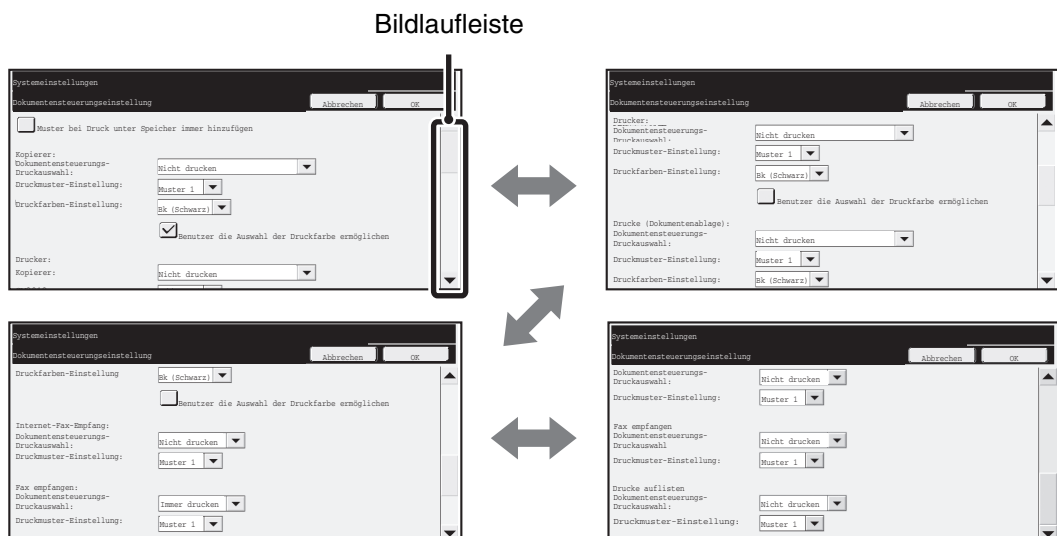 Bildlaufleiste
Systemeinstellungen
Dokumentensteuerungseinstellung
Abbrechen
OK
Muster bei Druck unter Speicher immer hinzufügen
Kopierer:
Dokumentensteuerungs-
Druckauswahl:
Nicht drucken
Druckmuster-Einstellung:
Muster 1
Druckfarben-Einstellung:
Bk (Schwarz)
Benutzer die Auswahl der Druckfarbe ermöglichen
Drucker:
Kopierer:
Nicht drucken
Systemeinstellungen
Dokumentensteuerungseinstellung
Abbrechen
OK
Drucker:
Dokumentensteuerungs-
Druckauswahl:
Nicht drucken
Druckmuster-Einstellung:
Muster 1
Druckfarben-Einstellung:
Bk (Schwarz)
Benutzer die Auswahl der Druckfarbe ermöglichen
Drucke (Dokumentenablage):
Dokumentensteuerungs-
Druckauswahl:
Nicht drucken
Druckmuster-Einstellung:
Muster 1
Druckfarben-Einstellung:
Bk (Schwarz)
Systemeinstellungen
Dokumentensteuerungseinstellung
Abbrechen
OK
Druckfarben-Einstellung
Bk (Schwarz)
Benutzer die Auswahl der Druckfarbe ermöglichen
Internet-Fax-Empfang:
Dokumentensteuerungs-
Druckauswahl:
Nicht drucken
Druckmuster-Einstellung:
Muster 1
Fax empfangen:
Dokumentensteuerungs-
Druckauswahl:
Immer drucken
Druckmuster-Einstellung:
Muster 1
Systemeinstellungen
Dokumentensteuerungseinstellung
Abbrechen
OK
Dokumentensteuerungs-
Druckauswahl:
Nicht drucken
Druckmuster-Einstellung:
Muster 1
Fax empfangen
Dokumentensteuerungs-
Druckauswahl
Nicht drucken
Druckmuster-Einstellung:
Muster 1
Drucke auflisten
Dokumentensteuerungs-
Druckauswahl:
Nicht drucken
Druckmuster-Einstellung:
Muster 1